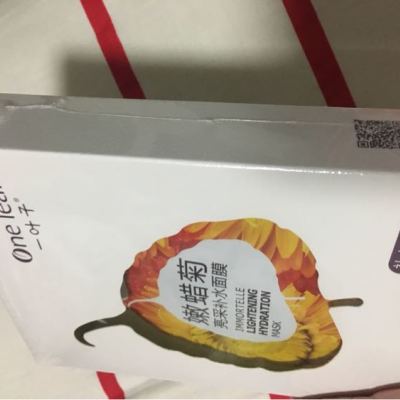 One Leaf
一叶子®
嫩蜡菊
亮采补水面膜
IMMORTELLE
LIGHTENING
HYDRATION
MASK